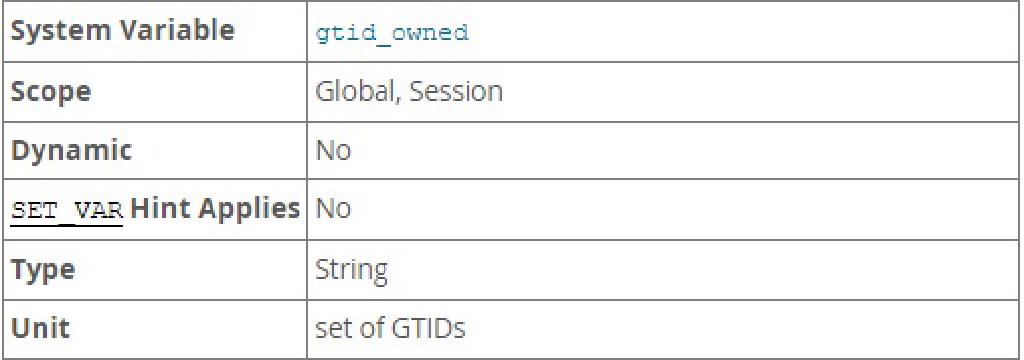 System Variable gtid_owned
Scope Global, Session
Dynamic No
SET_VAR Hint Applies No
Type String
Unit set of GTIDs